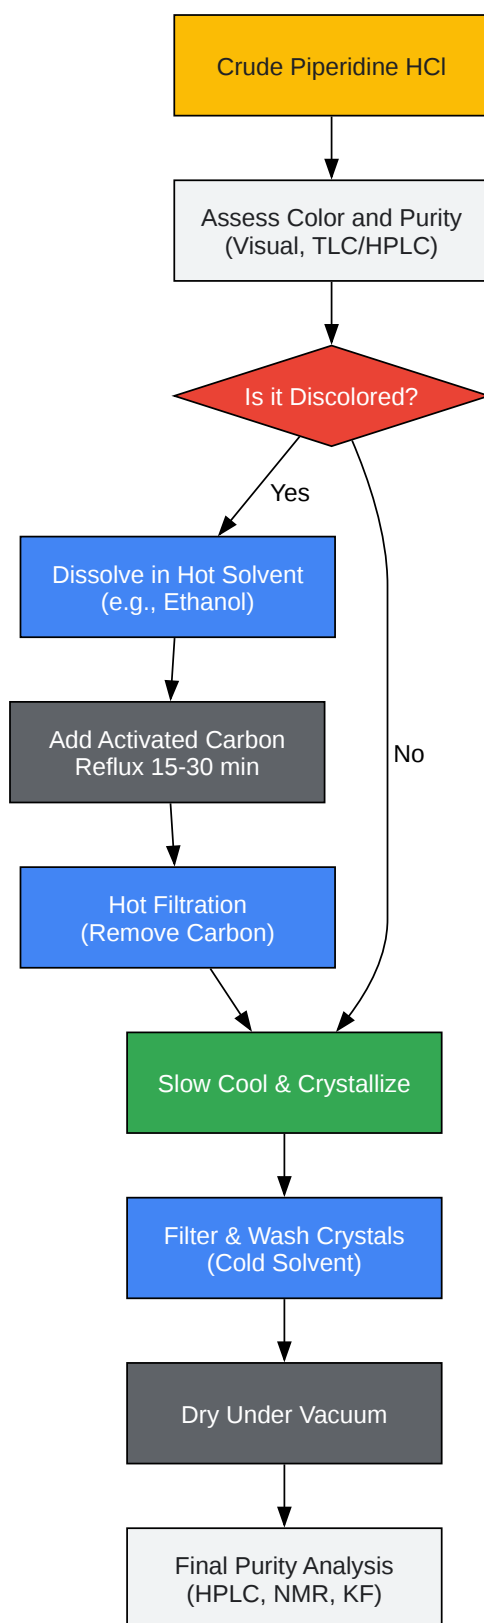 Crude Piperidine HCl
Assess Color and Purity
(Visual, TLC/HPLC)
Is it Discolored?
Yes
Dissolve in Hot Solvent
(e.g., Ethanol)
Add Activated Carbon
Reflux 15-30 min
No
Hot Filtration
(Remove Carbon)
Slow Cool & Crystallize
Filter & Wash Crystals
(Cold Solvent)
Dry Under Vacuum
Final Purity Analysis
(HPLC, NMR, KF)